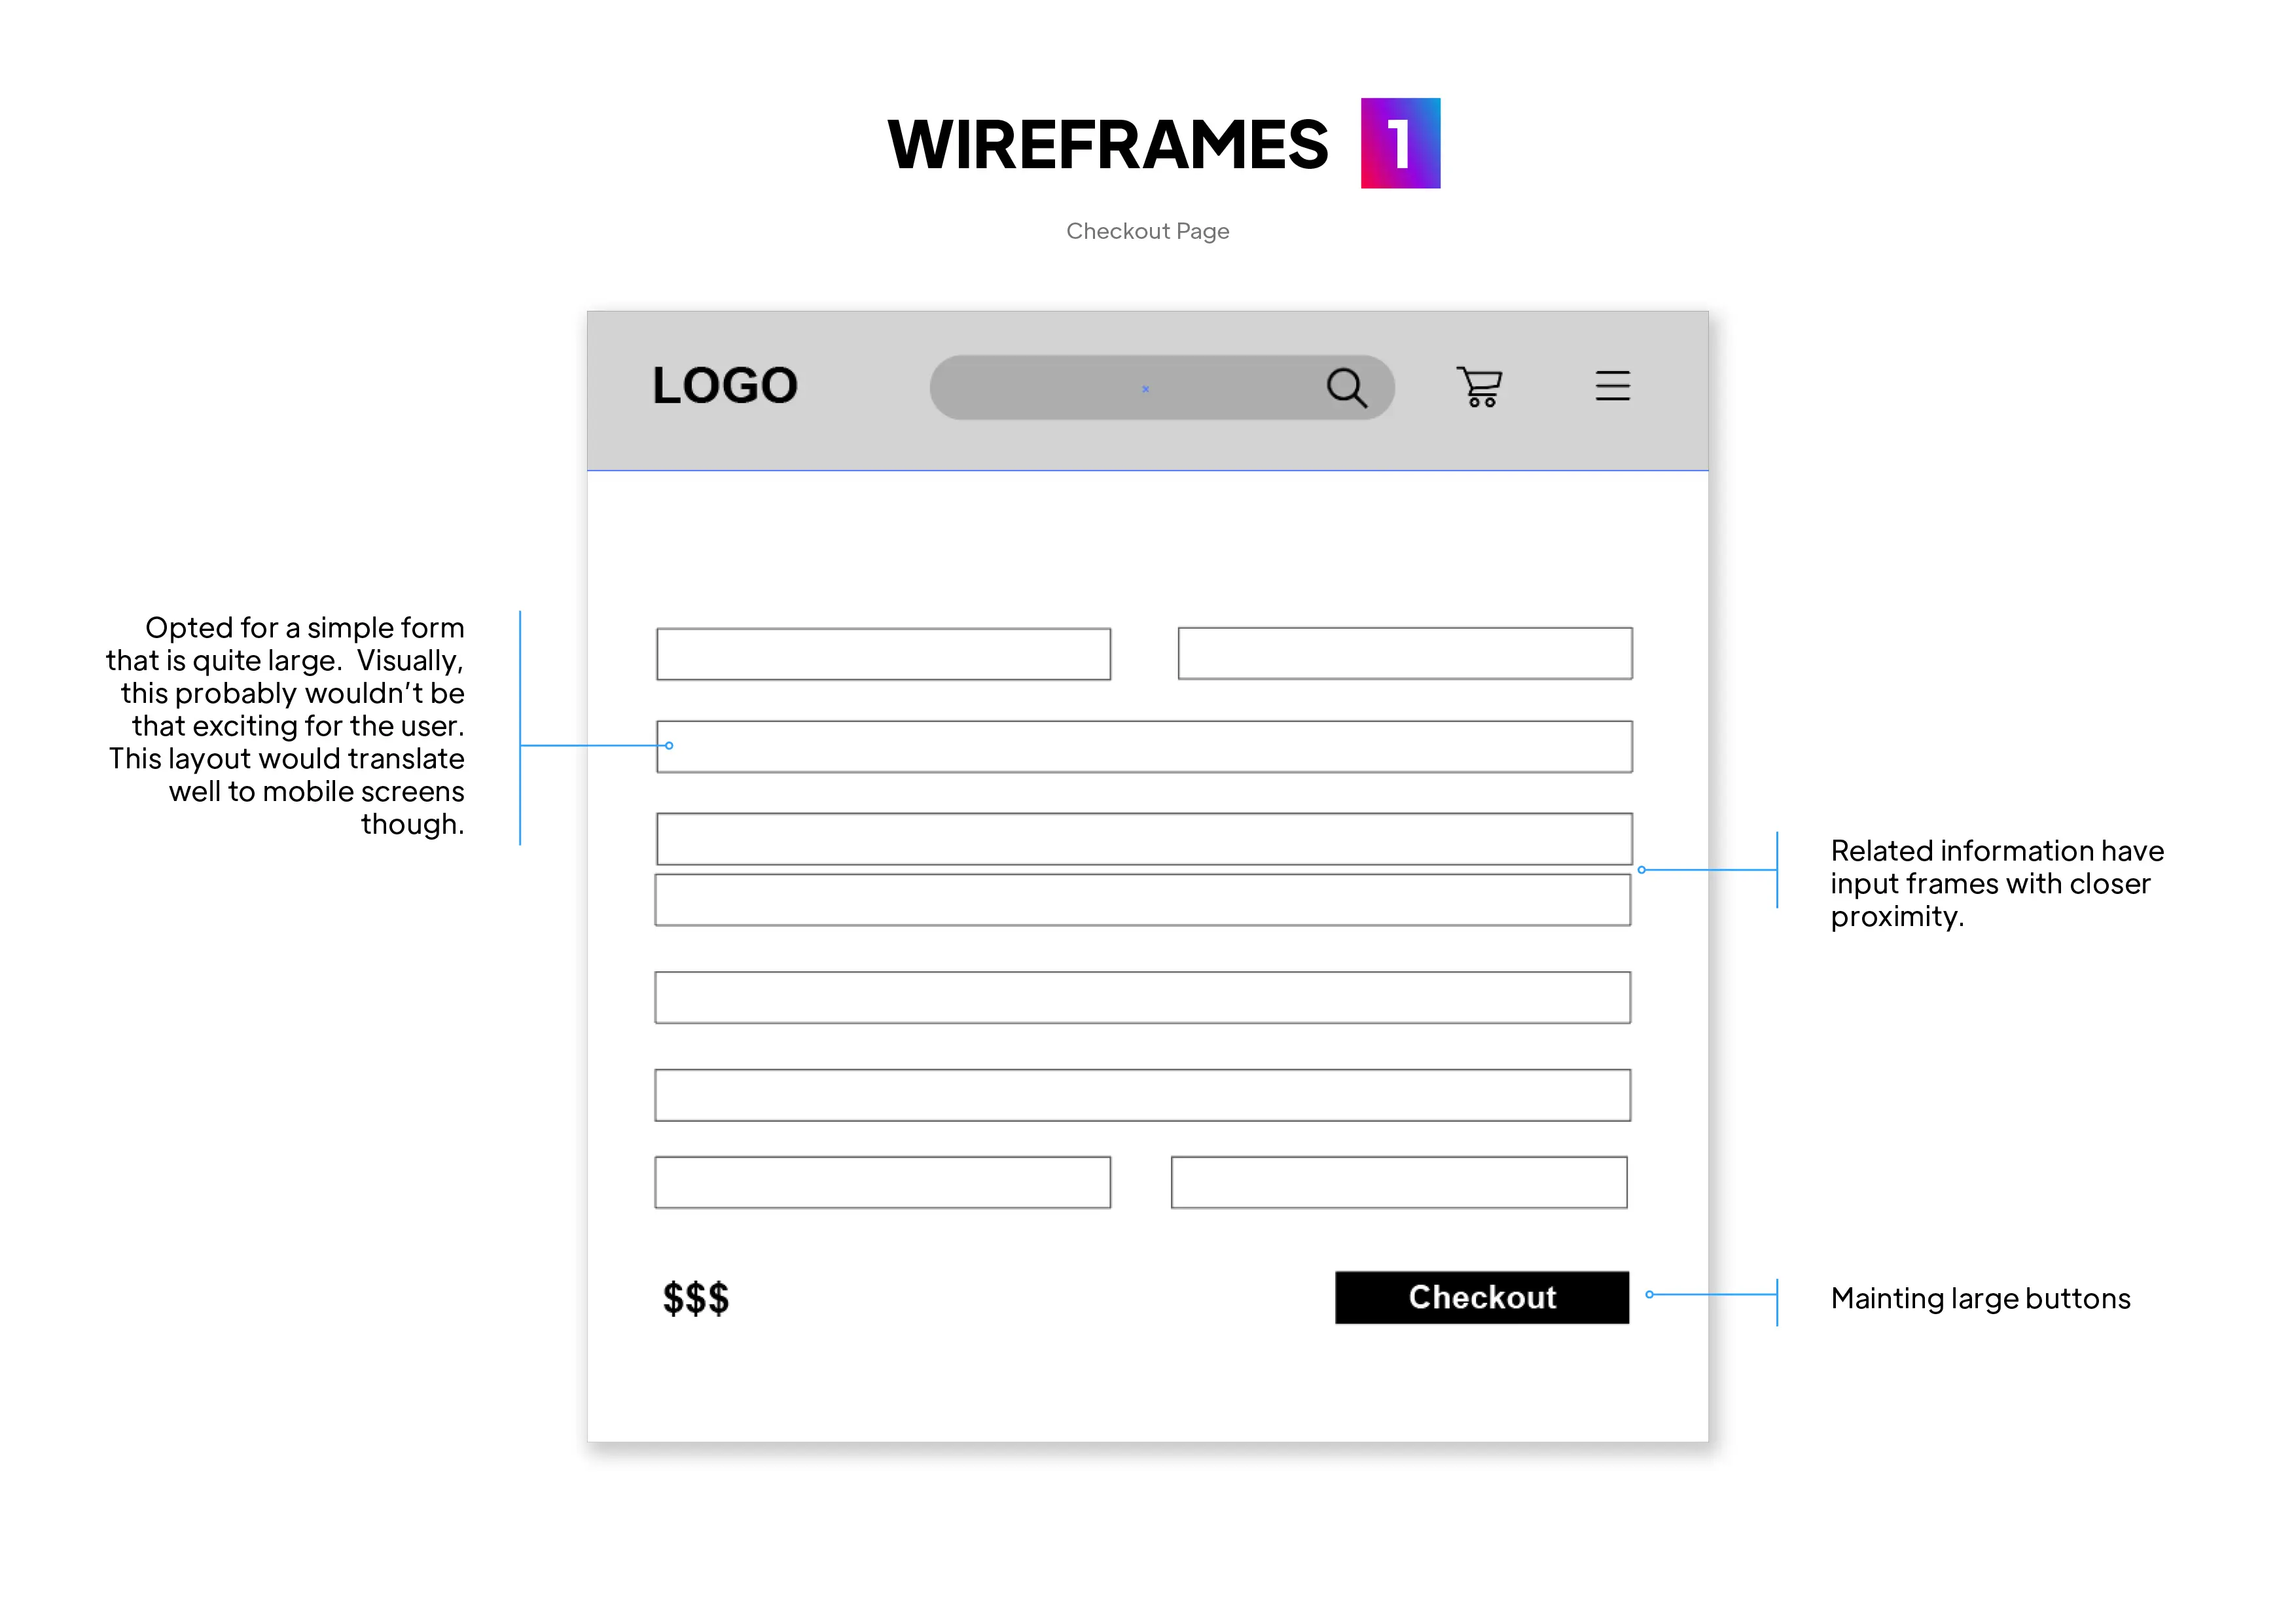 WIREFRAMES 1
Checkout Page
LOGO
Opted for a simple form
that is quite large.  Visually,
this probably wouldn’t be
that exciting for the user.
This layout would translate
well to mobile screens
though.
Related information have
input frames with closer
proximity.
$$$
Checkout
Mainting large buttons